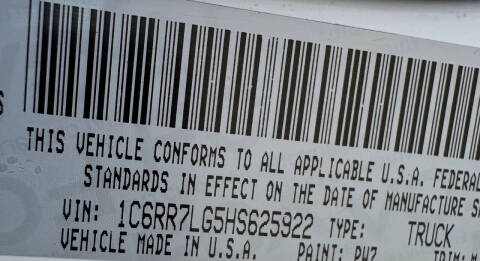 THIS VEHICLE CONFORMS TO ALL APPLICABLE U.S.A. FEDERAL
STANDARDS IN EFFECT ON THE DATE OF MANUFACTURE
VIN: 1C6RR7LG5HS625922 TYPE: TRUCK
VEHICLE MADE IN U.S.A. PAINT: PW7 TRIM: